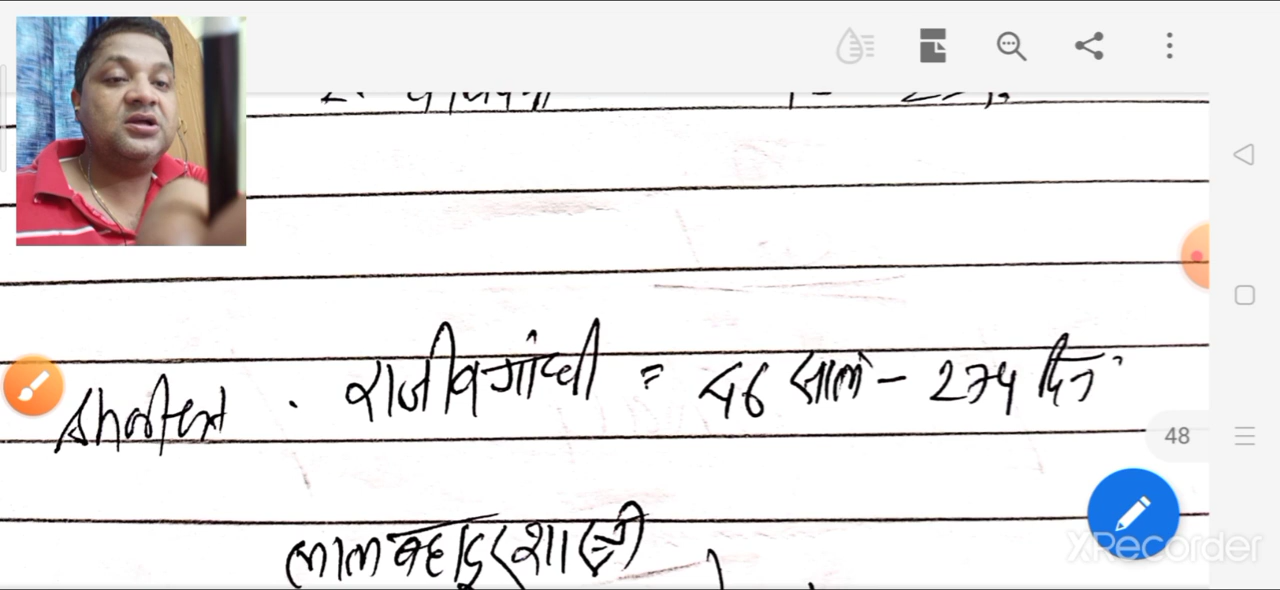 shortest . राजीव गांधी = 46 साल - 274 दिन
48
लाल बहादुर शास्त्री
XRecorder